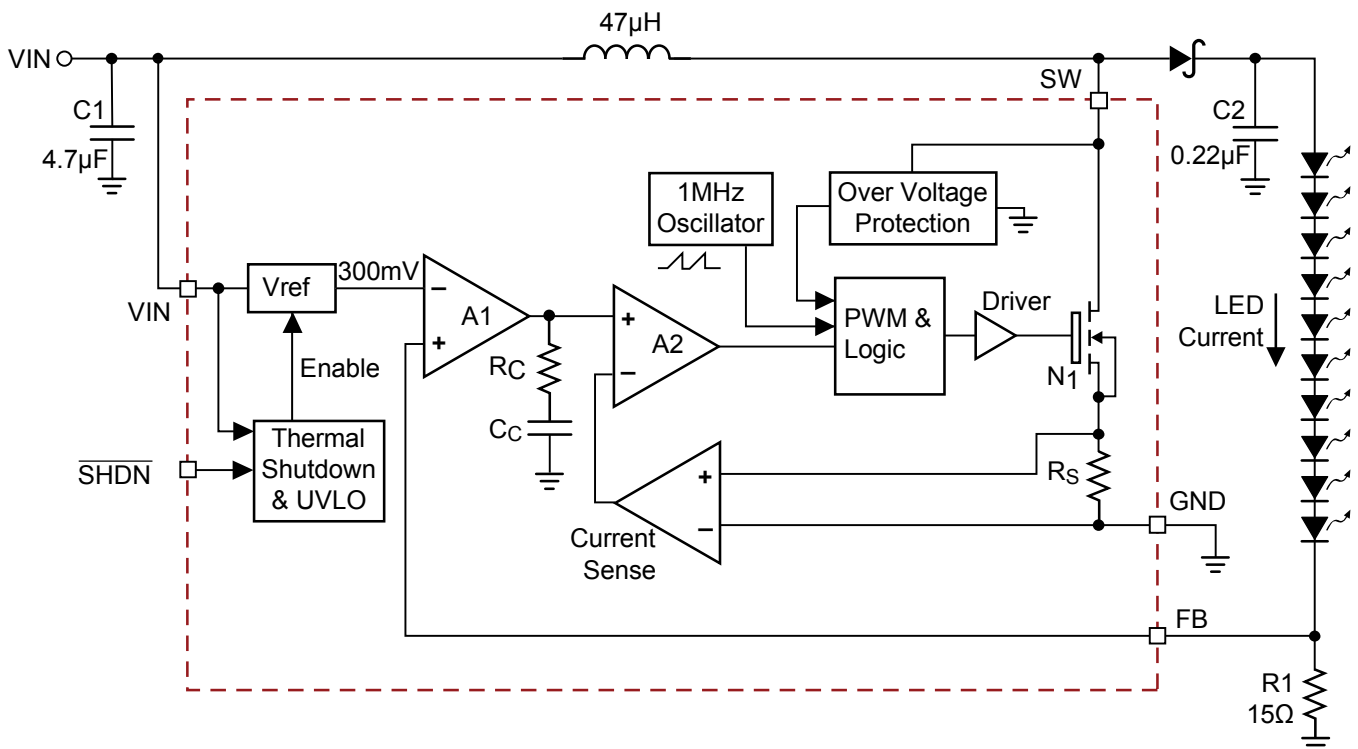 47µH
VIN
SW
C1
4.7µF
C2
0.22µF
1MHz
Oscillator
Over Voltage
Protection
VIN
Vref
300mV
−
+
A1
Enable
RC
CC
+
−
A2
PWM &
Logic
Driver
N1
LED
Current
SHDN
Thermal
Shutdown
& UVLO
Current
Sense
+
−
RS
GND
FB
R1
15Ω